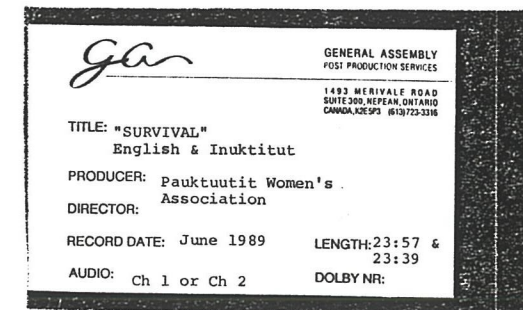 ga
GENERAL ASSEMBLY
POST PRODUCTION SERVICES
1493 MERIVALE ROAD
SUITE 300, NEPEAN, ONTARIO
CANADA, K2E5P3 (613)723-3316
TITLE: "SURVIVAL"
English & Inuktitut
PRODUCER: Pauktuutit Women's
Association
DIRECTOR:
RECORD DATE: June 1989 LENGTH: 23:57 &
23:39
AUDIO: Ch 1 or Ch 2 DOLBY NR: